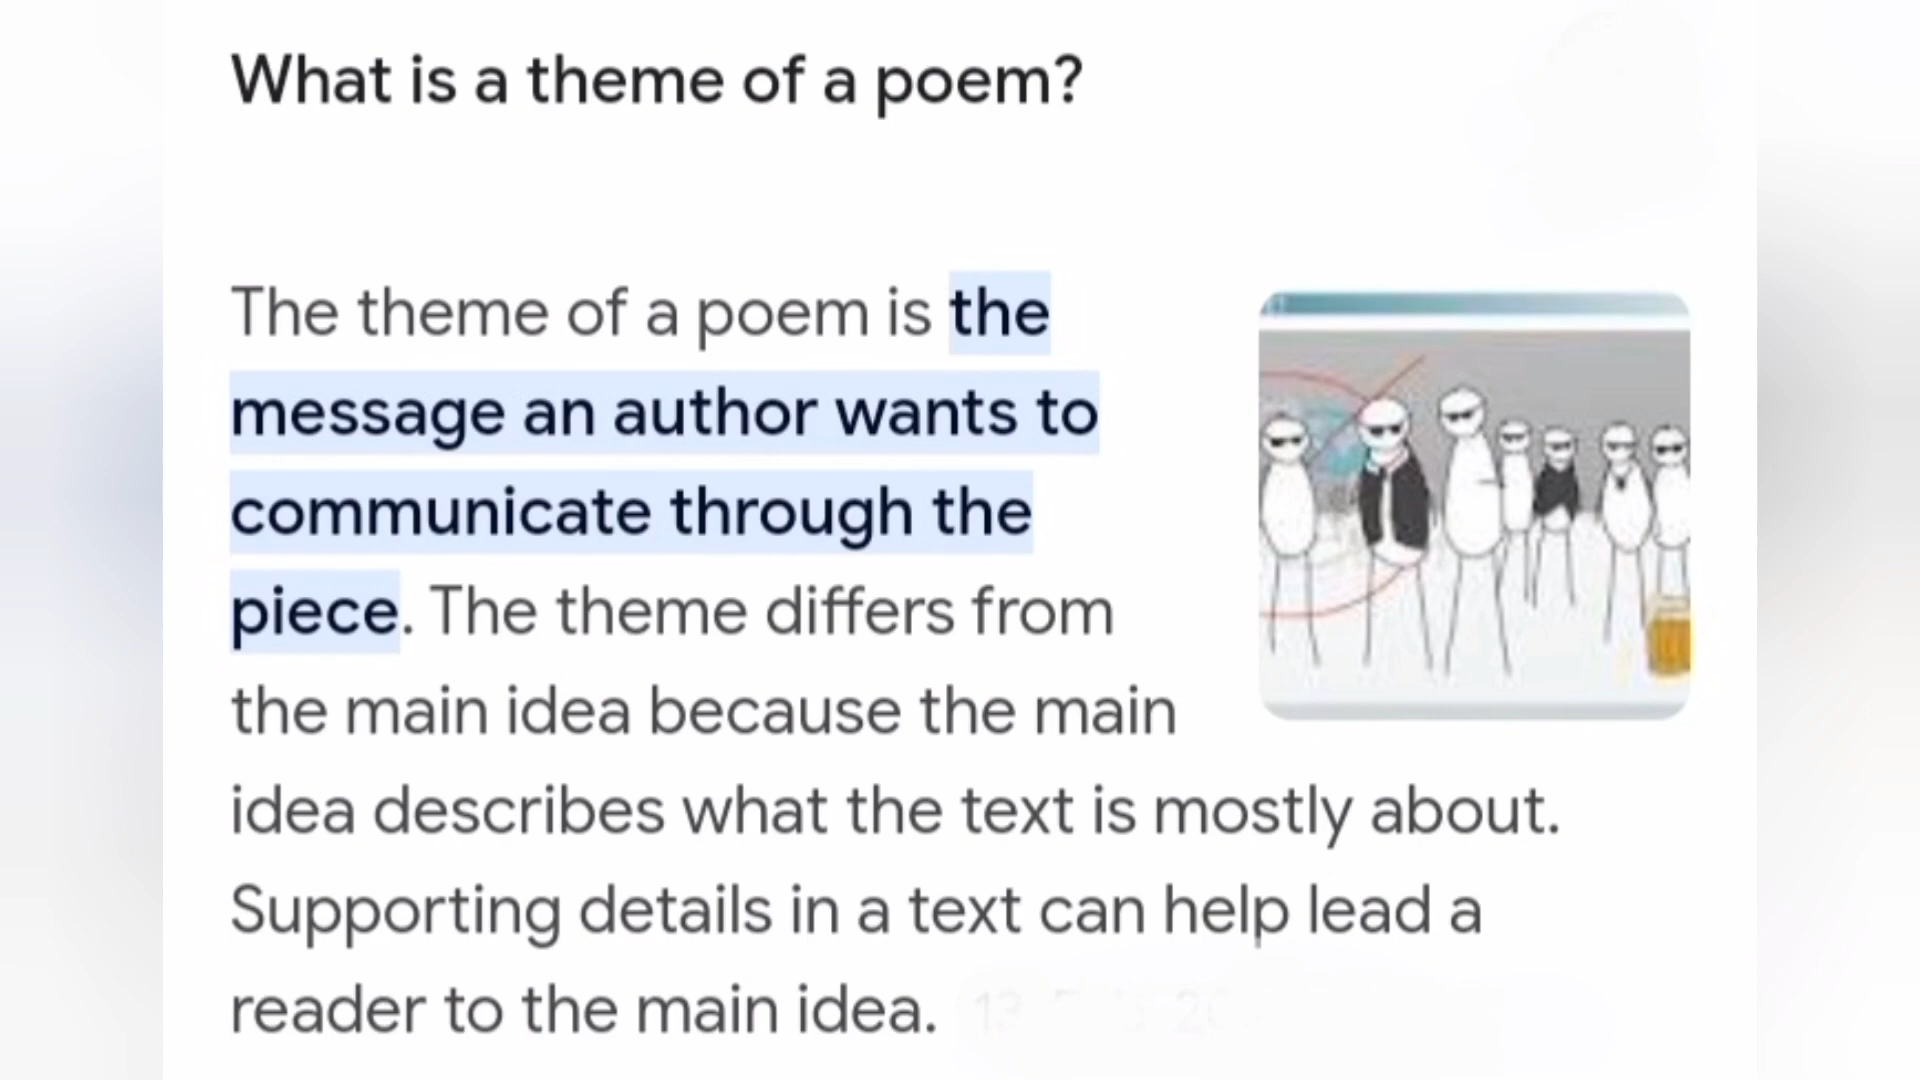 What is a theme of a poem?
The theme of a poem is the
message an author wants to
communicate through the
piece. The theme differs from
the main idea because the main
idea describes what the text is mostly about.
Supporting details in a text can help lead a
reader to the main idea.